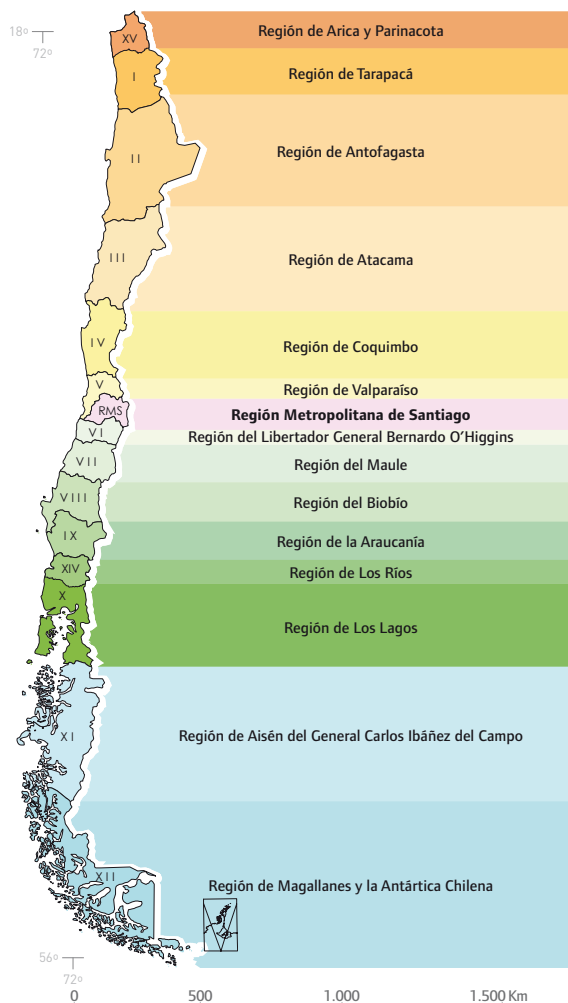 18º
72º
XV
Región de Arica y Parinacota
I
Región de Tarapacá
II
Región de Antofagasta
III
Región de Atacama
IV
Región de Coquimbo
V
Región de Valparaíso
RMS
Región Metropolitana de Santiago
VI
Región del Libertador General Bernardo O’Higgins
VII
Región del Maule
VIII
Región del Biobío
IX
Región de la Araucanía
XIV
Región de Los Ríos
X
Región de Los Lagos
XI
Región de Aisén del General Carlos Ibáñez del Campo
XII
Región de Magallanes y la Antártica Chilena
56º
72º
0 500 1.000 1.500 Km